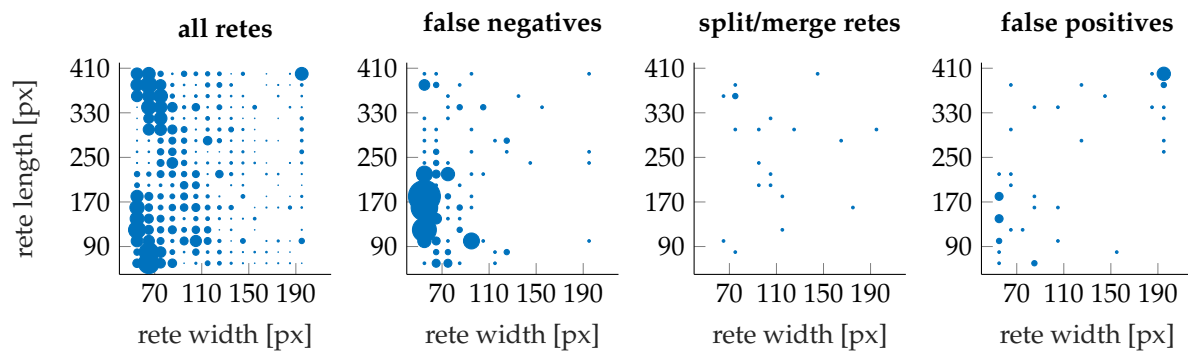 all retes
false negatives
split/merge retes
false positives
rete length [px]
410
330
250
170
90
70 110 150 190
rete width [px]
410
330
250
170
90
70 110 150 190
rete width [px]
410
330
250
170
90
70 110 150 190
rete width [px]
410
330
250
170
90
70 110 150 190
rete width [px]